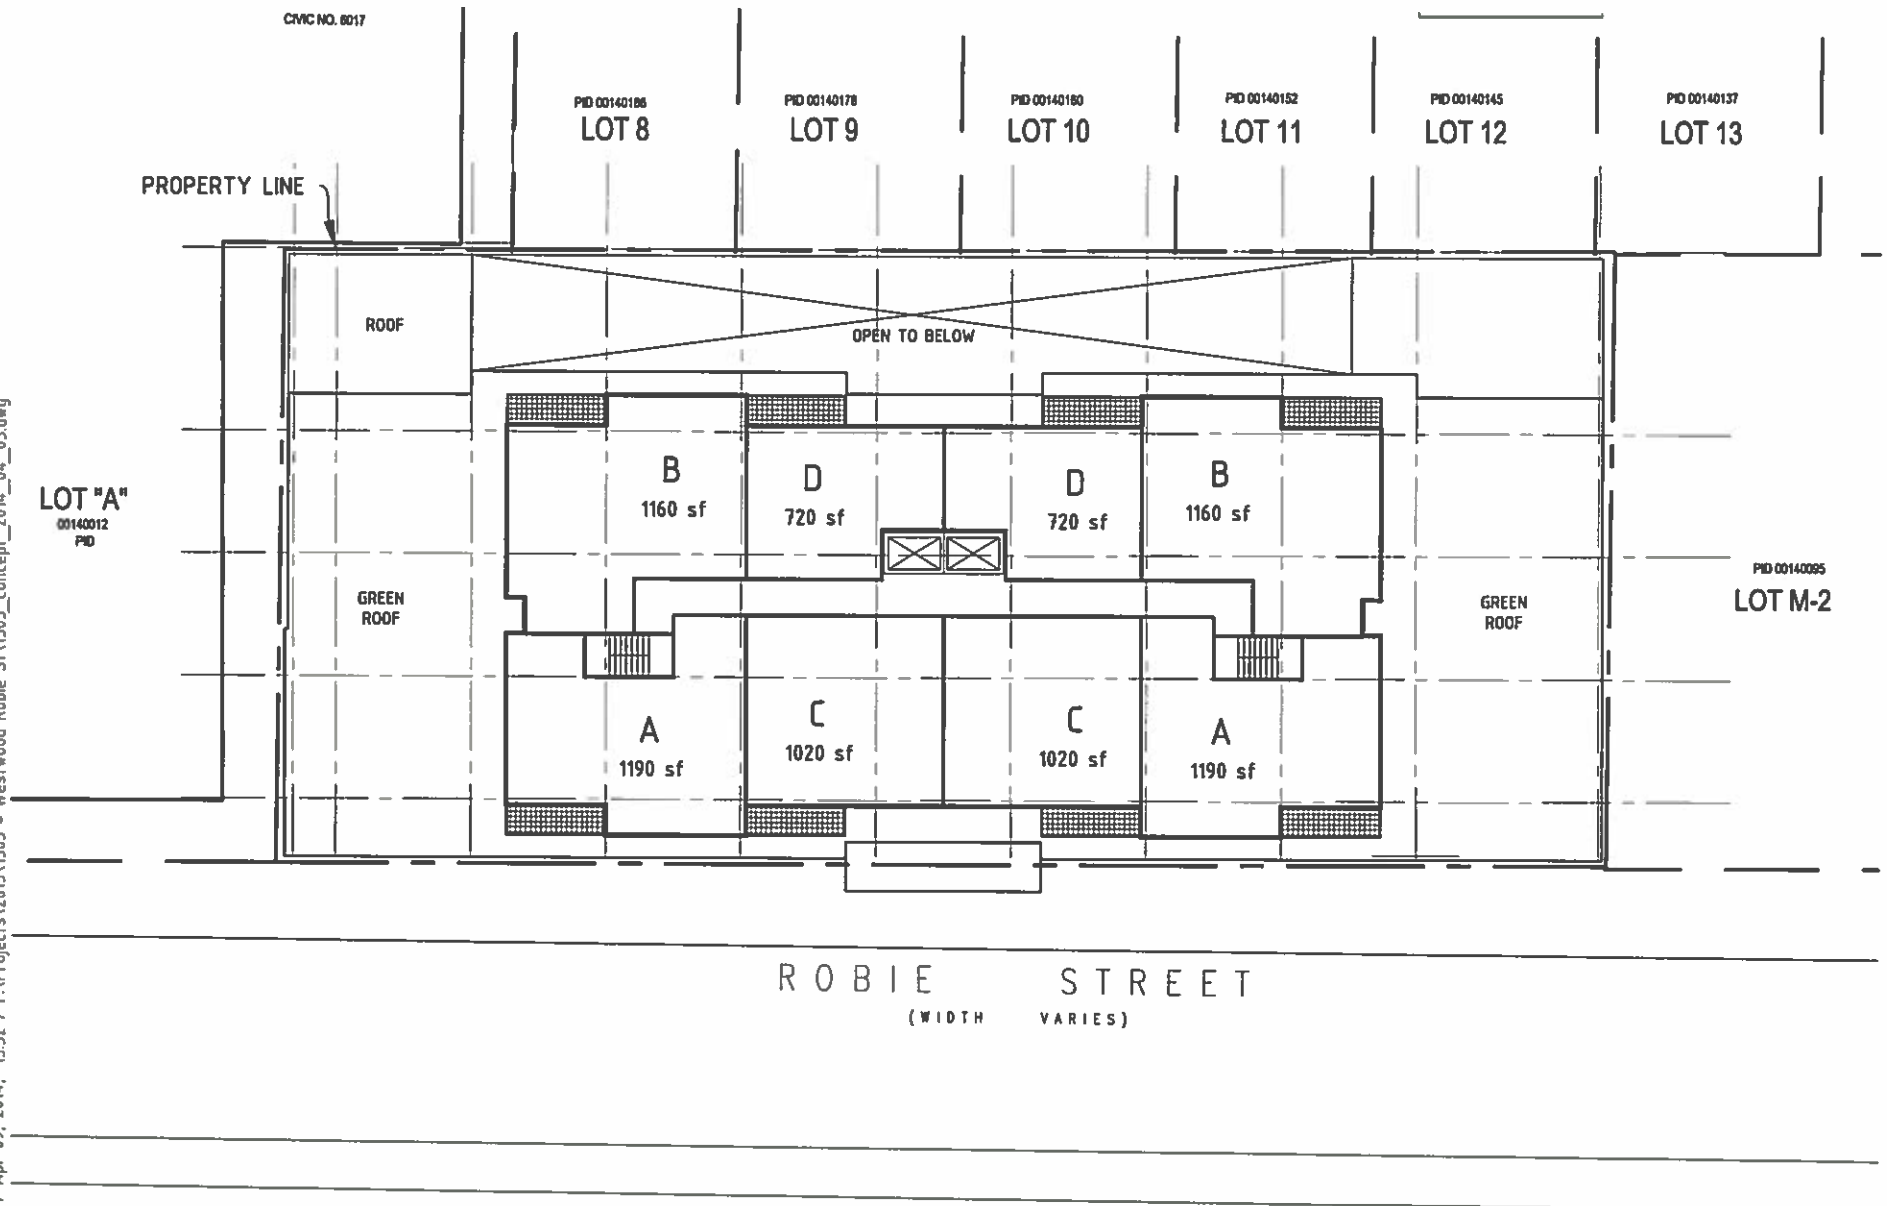 CIVIC NO. 6017
PID 00140186
LOT 8
PID 00140178
LOT 9
PID 00140160
LOT 10
PID 00140152
LOT 11
PID 00140145
LOT 12
PID 00140137
LOT 13
PROPERTY LINE
ROOF
OPEN TO BELOW
LOT "A"
00140012
PID
B
1160 sf
D
720 sf
D
720 sf
B
1160 sf
GREEN
ROOF
GREEN
ROOF
PID 00140095
LOT M-2
A
1190 sf
C
1020 sf
C
1020 sf
A
1190 sf
ROBIE STREET
(WIDTH VARIES)